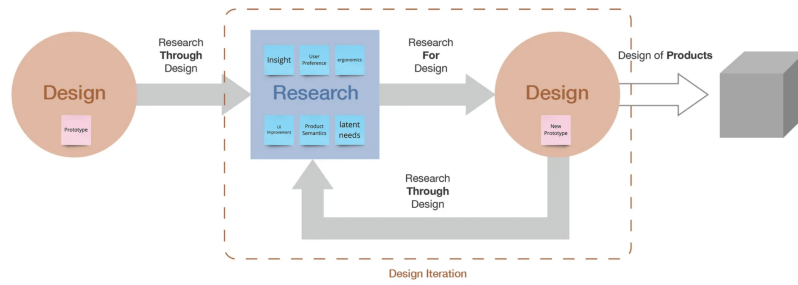 Research
Through
Design
Design
Prototype
Insight
User
Preference
ergonomics
Research
UI
Improvement
Product
Semantics
latent
needs
Research
For
Design
Design
New
Prototype
Design of Products
Research
Through
Design
Design Iteration